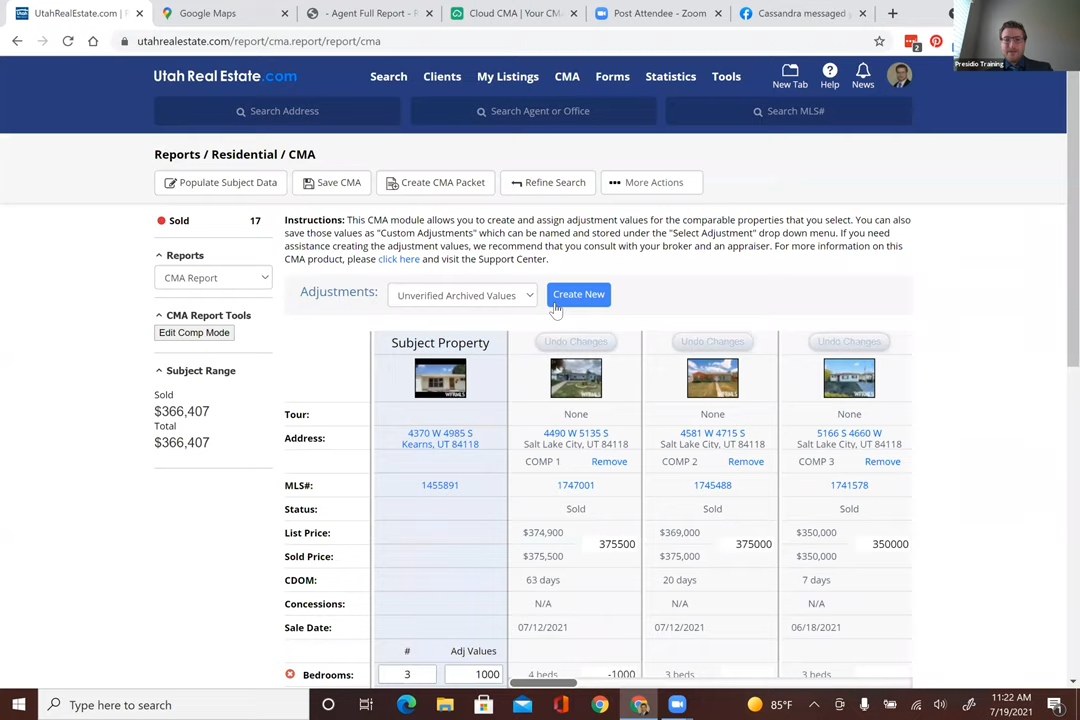 UtahRealEstate.com |
Google Maps
- Agent Full Report -
Cloud CMA | Your CM
Post Attendee - Zoom
Cassandra messaged y
utahrealestate.com/report/cma.report/report/cma
2
Presidio Training
UtahRealEstate.com
Search
Clients
My Listings
CMA
Forms
Statistics
Tools
New Tab
Help
News
Search Address
Search Agent or Office
Search MLS#
Reports / Residential / CMA
Populate Subject Data
Save CMA
Create CMA Packet
Refine Search
More Actions
Sold 17
Reports
CMA Report
CMA Report Tools
Edit Comp Mode
Subject Range
Sold
$366,407
Total
$366,407
Instructions: This CMA module allows you to create and assign adjustment values for the comparable properties that you select. You can also
save those values as "Custom Adjustments" which can be named and stored under the "Select Adjustment" drop down menu. If you need
assistance creating the adjustment values, we recommend that you consult with your broker and an appraiser. For more information on this
CMA product, please click here and visit the Support Center.
Adjustments: Unverified Archived Values Create New
Subject Property Undo Changes Undo Changes Undo Changes
Tour: None None None
Address: 4370 W 4985 S 4490 W 5135 S 4581 W 4715 S 5166 S 4660 W
Kearns, UT 84118 Salt Lake City, UT 84118 Salt Lake City, UT 84118 Salt Lake City, UT 84118
COMP 1 Remove COMP 2 Remove COMP 3 Remove
MLS#: 1455891 1747001 1745488 1741578
Status: Sold Sold Sold
List Price: $374,900 $369,000 $350,000
375500 375000 350000
Sold Price: $375,500 $375,000 $350,000
CDOM: 63 days 20 days 7 days
Concessions: N/A N/A N/A
Sale Date: 07/12/2021 07/12/2021 06/18/2021
# Adj Values
Bedrooms: 3 1000 4 beds -1000 3 beds 3 beds
Type here to search
85°F
11:22 AM
7/19/2021
1